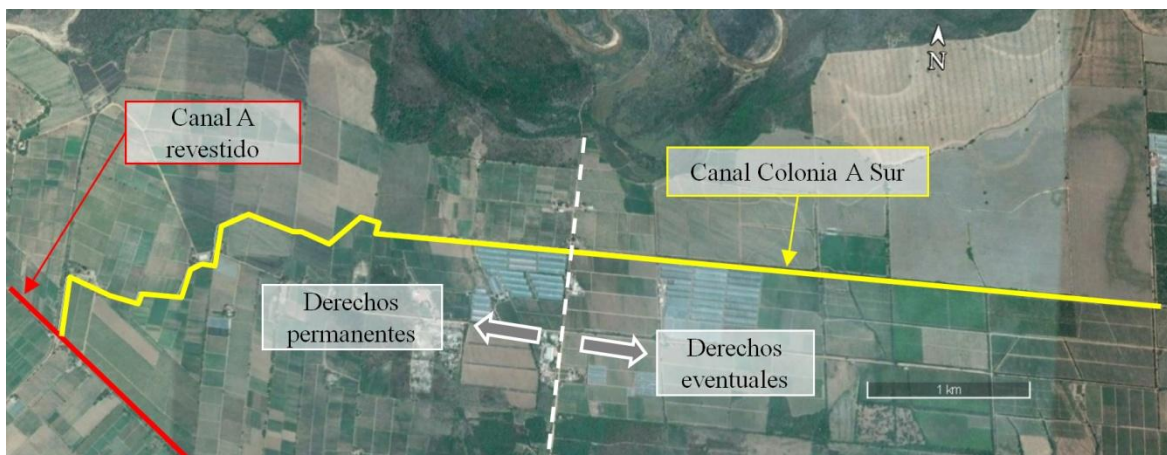 N
Canal A
revestido
Canal Colonia A Sur
Derechos
permanentes
Derechos
eventuales
1 km